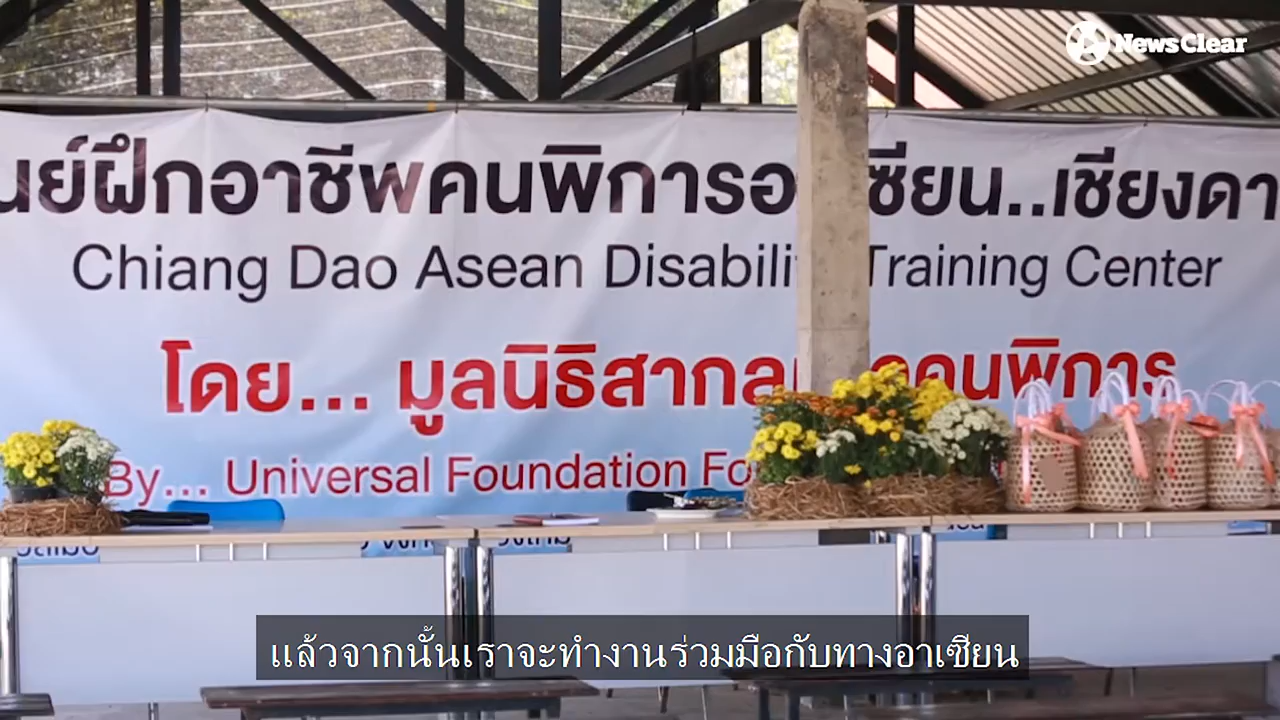 News Clear
นย์ฝึกอาชีพคนพิการอ ซียน..เชียงดา
Chiang Dao Asean Disabili Training Center
โดย... มูลนิธิสากล คนพิการ
By... Universal Foundation Fo
แล้วจากนั้นเราจะทำงานร่วมมือกับทางอาเซียน